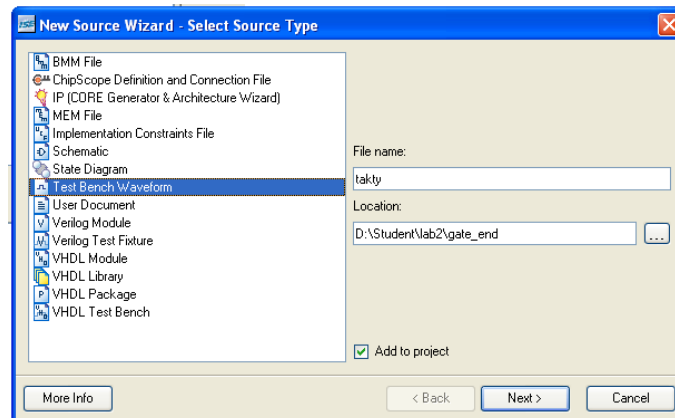 ISE New Source Wizard - Select Source Type
BMM File
ChipScope Definition and Connection File
IP (CORE Generator & Architecture Wizard)
MEM File
Implementation Constraints File
Schematic
State Diagram
Test Bench Waveform
User Document
Verilog Module
Verilog Test Fixture
VHDL Module
VHDL Library
VHDL Package
VHDL Test Bench
File name:
takty
Location:
D:\Student\lab2\gate_end
...
Add to project
More Info
< Back
Next >
Cancel